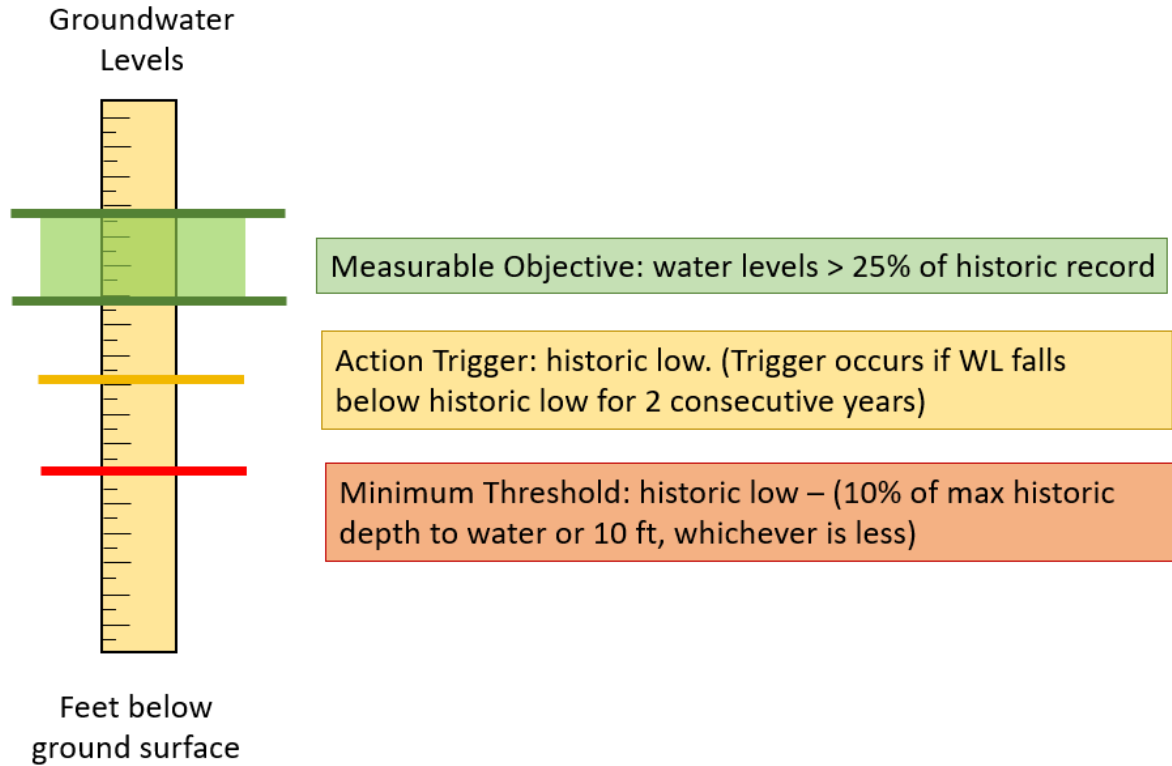 Groundwater
Levels
Measurable Objective: water levels > 25% of historic record
Action Trigger: historic low. (Trigger occurs if WL falls
below historic low for 2 consecutive years)
Minimum Threshold: historic low – (10% of max historic
depth to water or 10 ft, whichever is less)
Feet below
ground surface